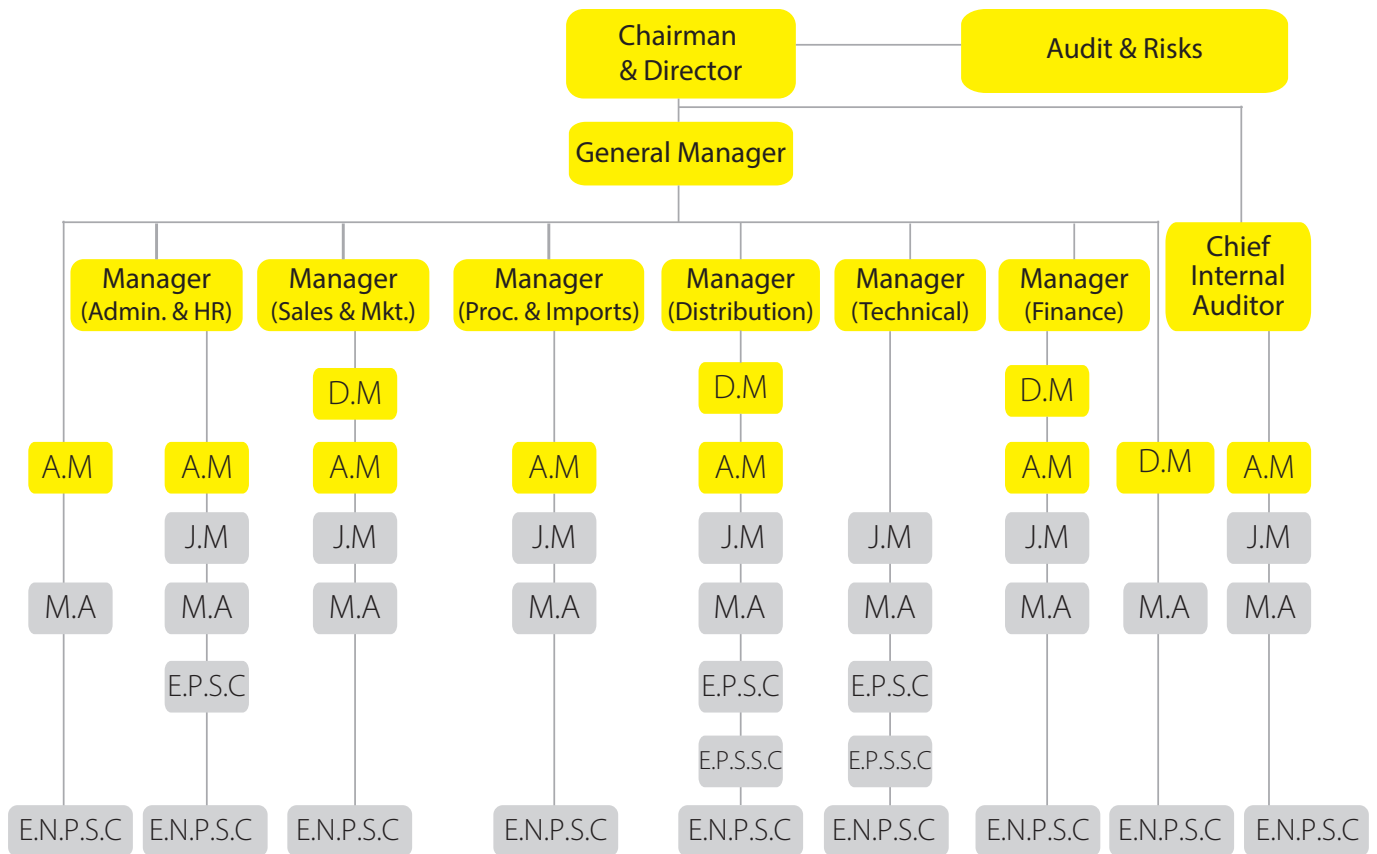 Chairman
& Director
Audit & Risks
General Manager
Manager
(Admin. & HR)
Manager
(Sales & Mkt.)
Manager
(Proc. & Imports)
Manager
(Distribution)
Manager
(Technical)
Manager
(Finance)
Chief
Internal
Auditor
D.M
D.M
D.M
A.M
A.M
A.M
A.M
A.M
A.M
D.M
A.M
J.M
J.M
J.M
J.M
J.M
J.M
J.M
M.A
M.A
M.A
M.A
M.A
M.A
M.A
M.A
M.A
E.P.S.C
E.P.S.C
E.P.S.C
E.P.S.S.C
E.P.S.S.C
E.N.P.S.C
E.N.P.S.C
E.N.P.S.C
E.N.P.S.C
E.N.P.S.C
E.N.P.S.C
E.N.P.S.C
E.N.P.S.C
E.N.P.S.C